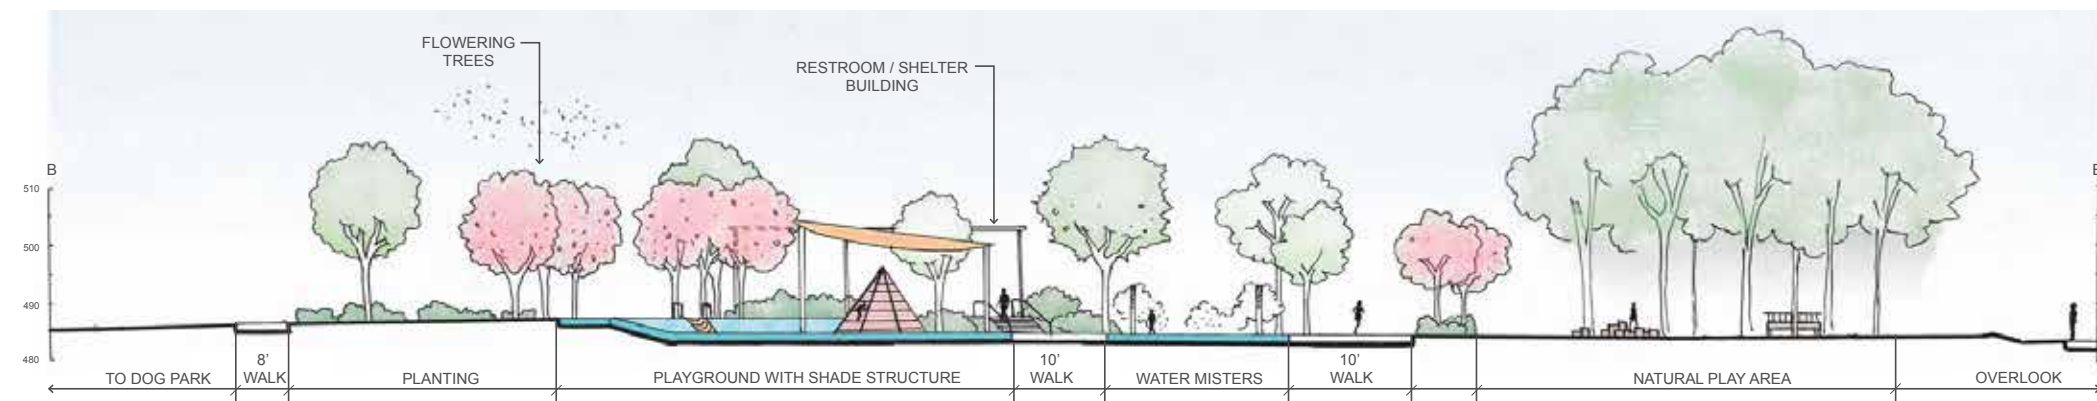 FLOWERING
TREES
RESTROOM / SHELTER
BUILDING
B
510
500
490
480
TO DOG PARK
8'
WALK
PLANTING
PLAYGROUND WITH SHADE STRUCTURE
10'
WALK
WATER MISTERS
10'
WALK
NATURAL PLAY AREA
OVERLOOK